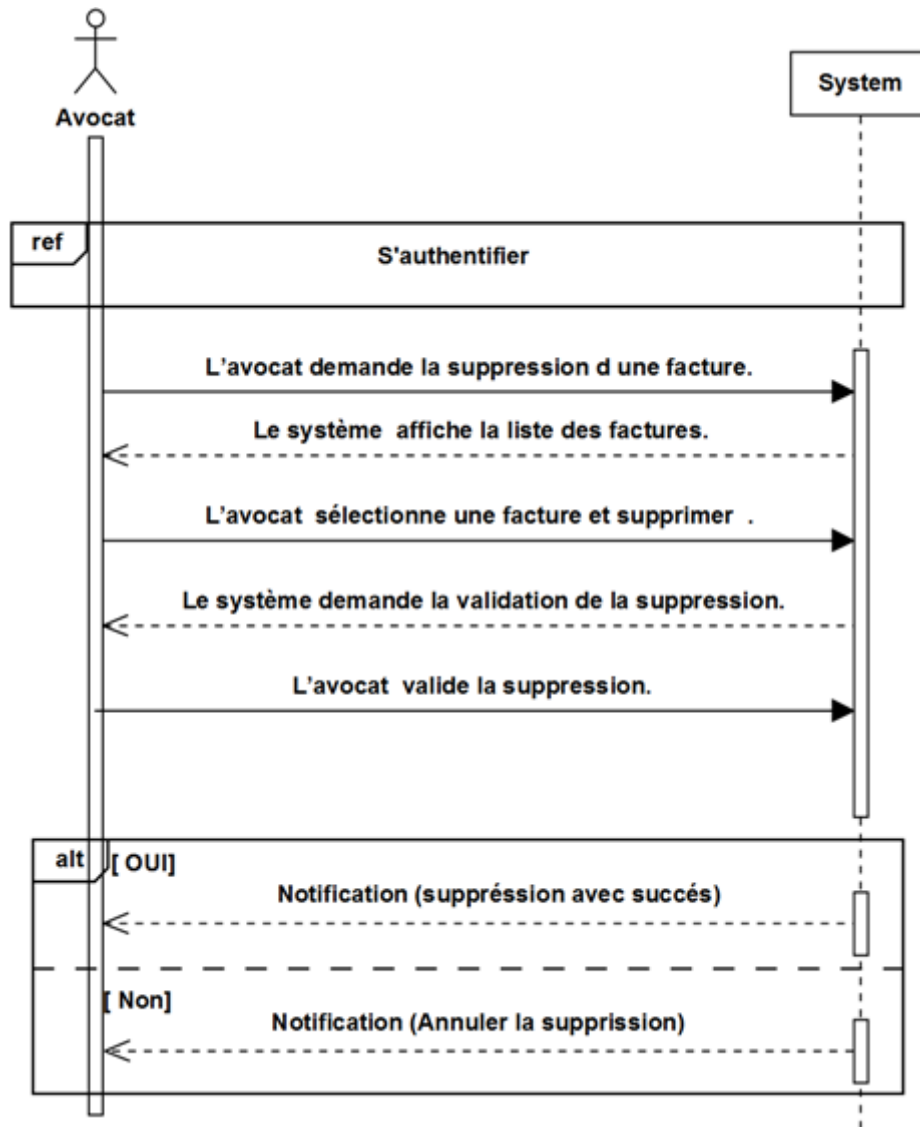 Avocat
System
ref
S'authentifier
L'avocat demande la suppression d une facture.
Le système affiche la liste des factures.
L'avocat sélectionne une facture et supprimer .
Le système demande la validation de la suppression.
L'avocat valide la suppression.
alt
[ OUI]
Notification (suppréssion avec succés)
[ Non]
Notification (Annuler la supprission)